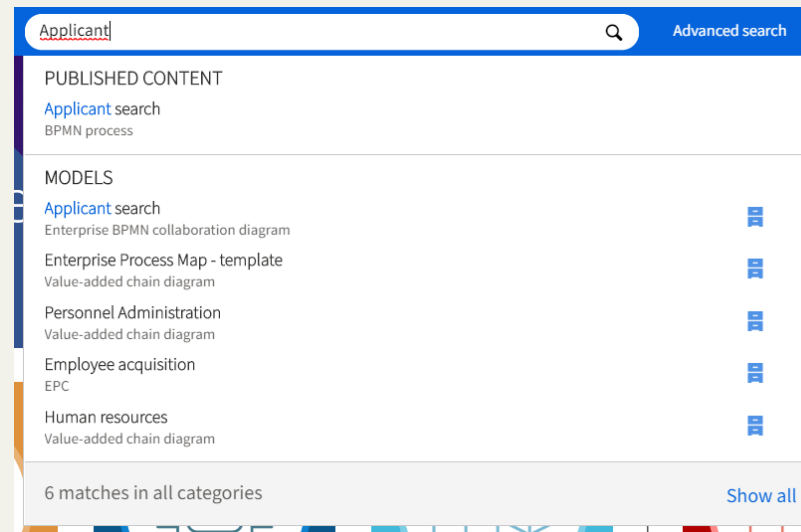 Applicant
Advanced search
PUBLISHED CONTENT
Applicant search
BPMN process
MODELS
Applicant search
Enterprise BPMN collaboration diagram
Enterprise Process Map - template
Value-added chain diagram
Personnel Administration
Value-added chain diagram
Employee acquisition
EPC
Human resources
Value-added chain diagram
6 matches in all categories
Show all